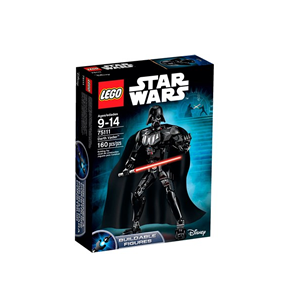 LEGO
STAR
WARS
9-14
75111
Darth Vader
160 pcs/pzs
BUILDABLE
FIGURES
Disney